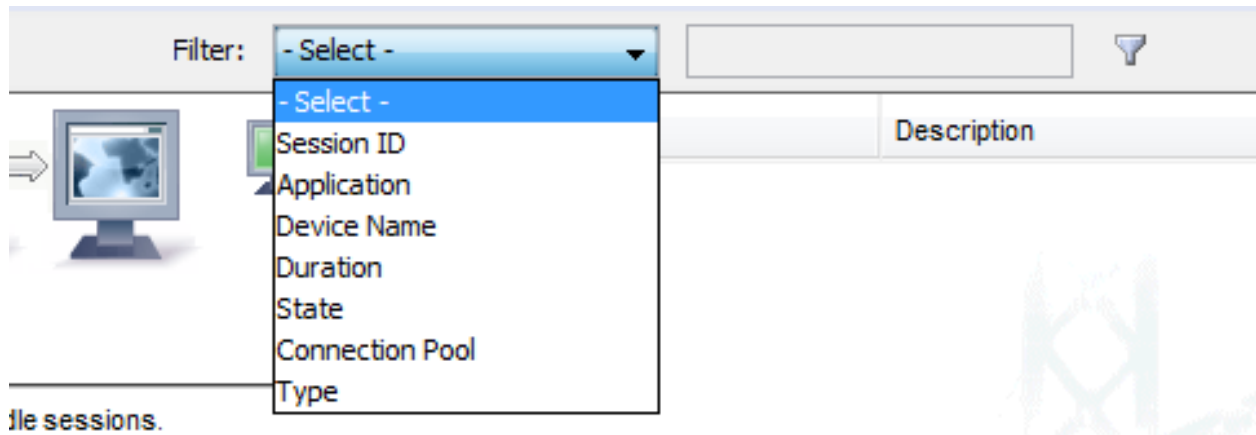 Filter: - Select -
- Select -
Session ID
Description
Application
Device Name
Duration
State
Connection Pool
Type
dle sessions.